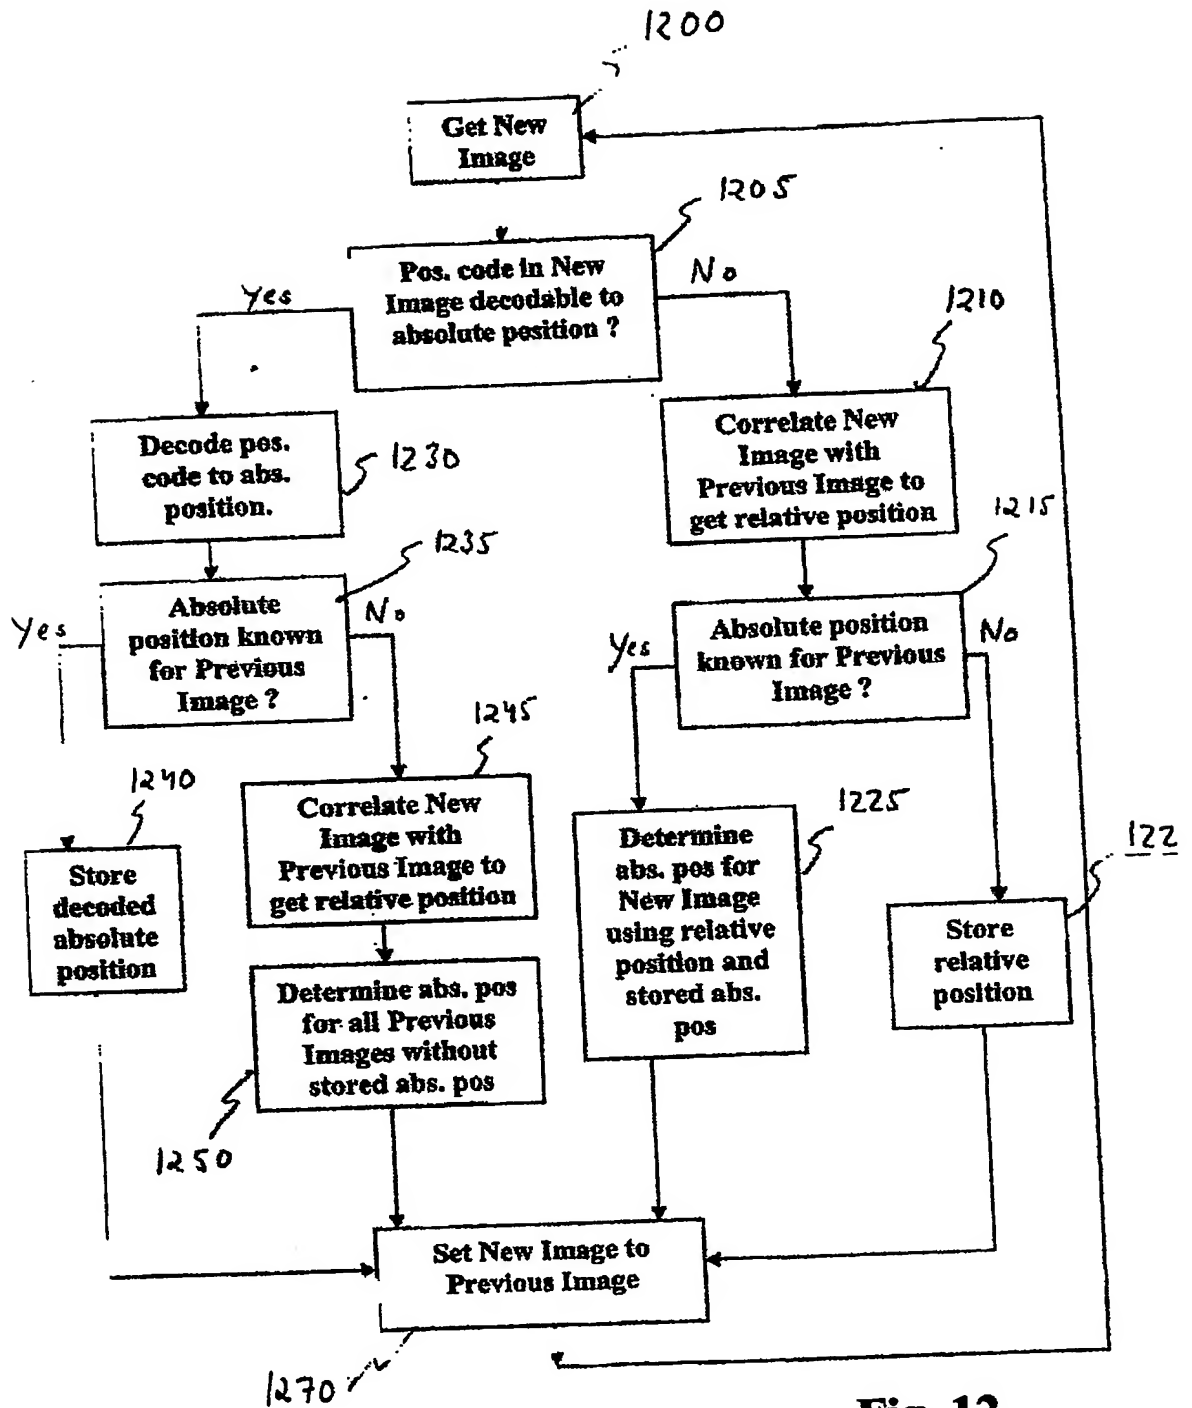 1200
Get New
Image
1205
Pos. code in New
Image decodable to
absolute position ?
Yes
No
1210
Decode pos.
code to abs.
position.
1230
Correlate New
Image with
Previous Image to
get relative position
1215
1235
Absolute
position known
for Previous
Image ?
Yes
No
Absolute position
known for Previous
Image ?
Yes
No
1240
Store
decoded
absolute
position
1245
Correlate New
Image with
Previous Image to
get relative position
1225
Determine
abs. pos for
New Image
using relative
position and
stored abs.
pos
122
Store
relative
position
Determine abs. pos
for all Previous
Images without
stored abs. pos
1250
Set New Image to
Previous Image
1270
Fig. 12